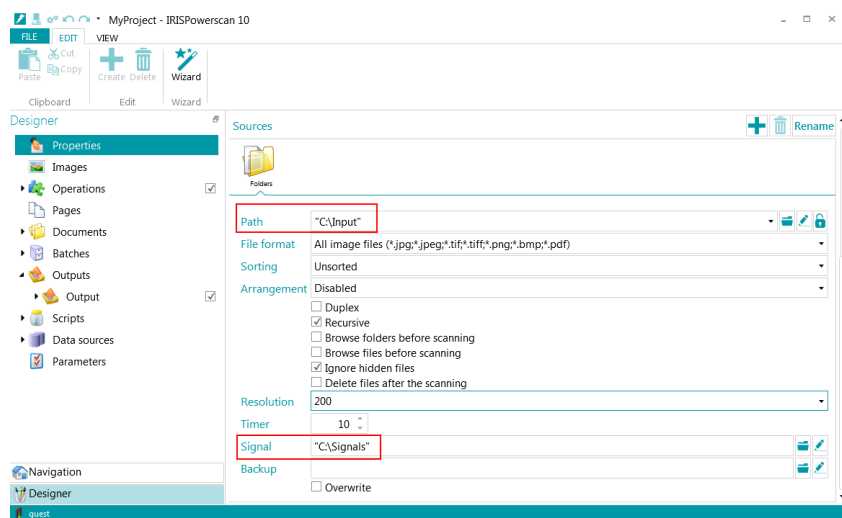 MyProject - IRISPowerscan 10
FILE EDIT VIEW
Paste
Cut
Copy
Create Delete
Wizard
Clipboard Edit Wizard
Designer
Properties
Images
Operations
Pages
Documents
Batches
Outputs
Output
Scripts
Data sources
Parameters
Navigation
Designer
guest
Sources
Rename
Folders
Path "C:\Input"
File format All image files (*.jpg;*.jpeg;*.tif;*.tiff;*.png;*.bmp;*.pdf)
Sorting Unsorted
Arrangement Disabled
Duplex
Recursive
Browse folders before scanning
Browse files before scanning
Ignore hidden files
Delete files after the scanning
Resolution 200
Timer 10
Signal "C:\Signals"
Backup
Overwrite